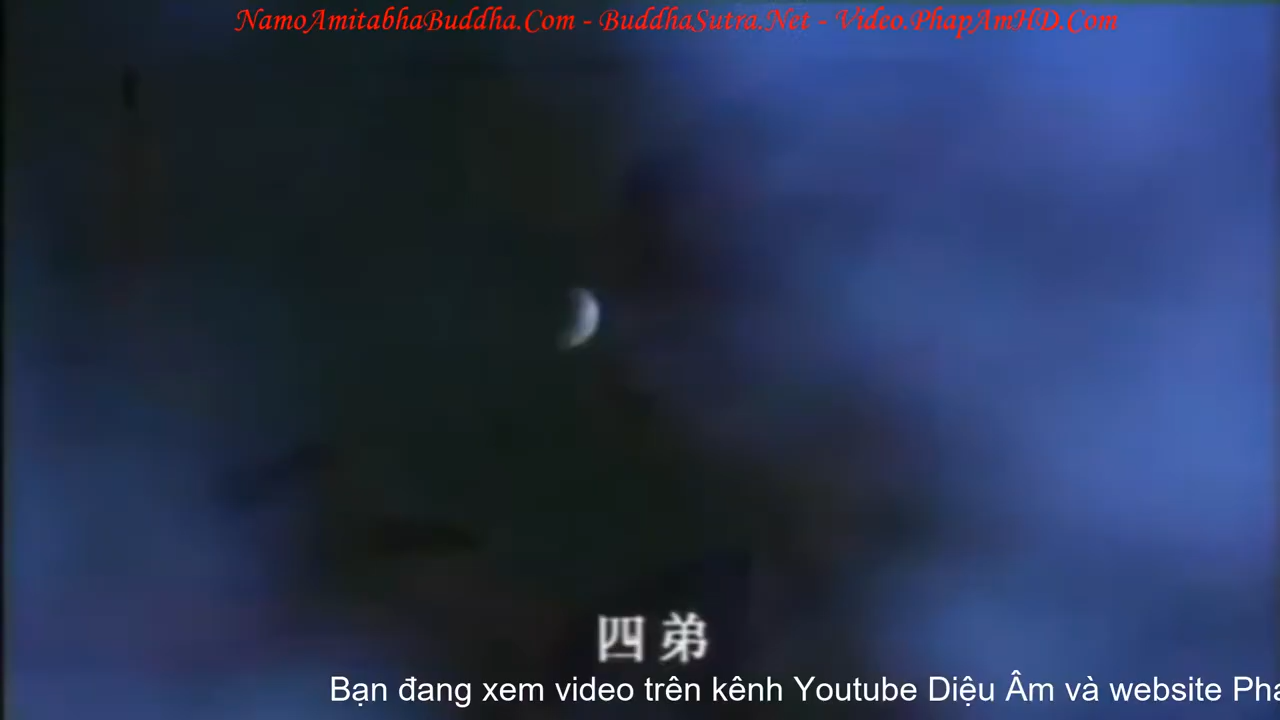 NamoAmitabhaBuddha.Com - BuddhaSutra.Net - Video.PhapAmHD.Com
四弟
Bạn đang xem video trên kênh Youtube Diệu Âm và website